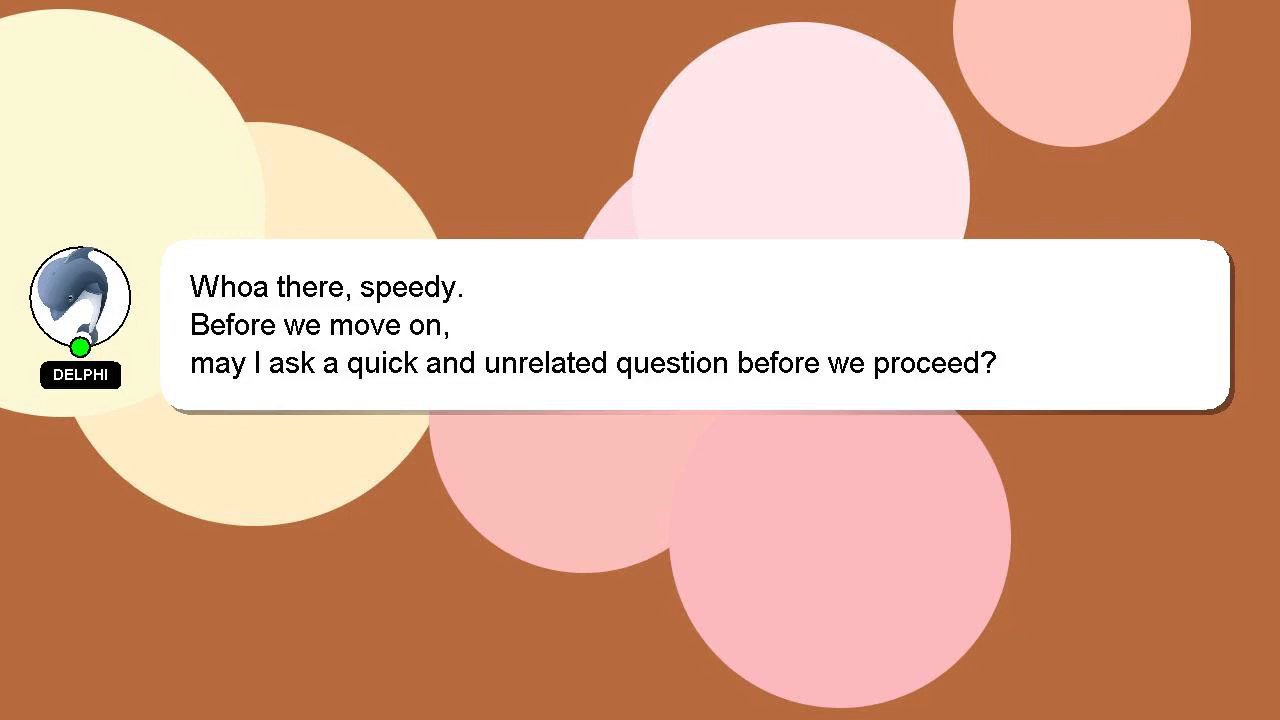 Whoa there, speedy.
Before we move on,
may I ask a quick and unrelated question before we proceed?
DELPHI